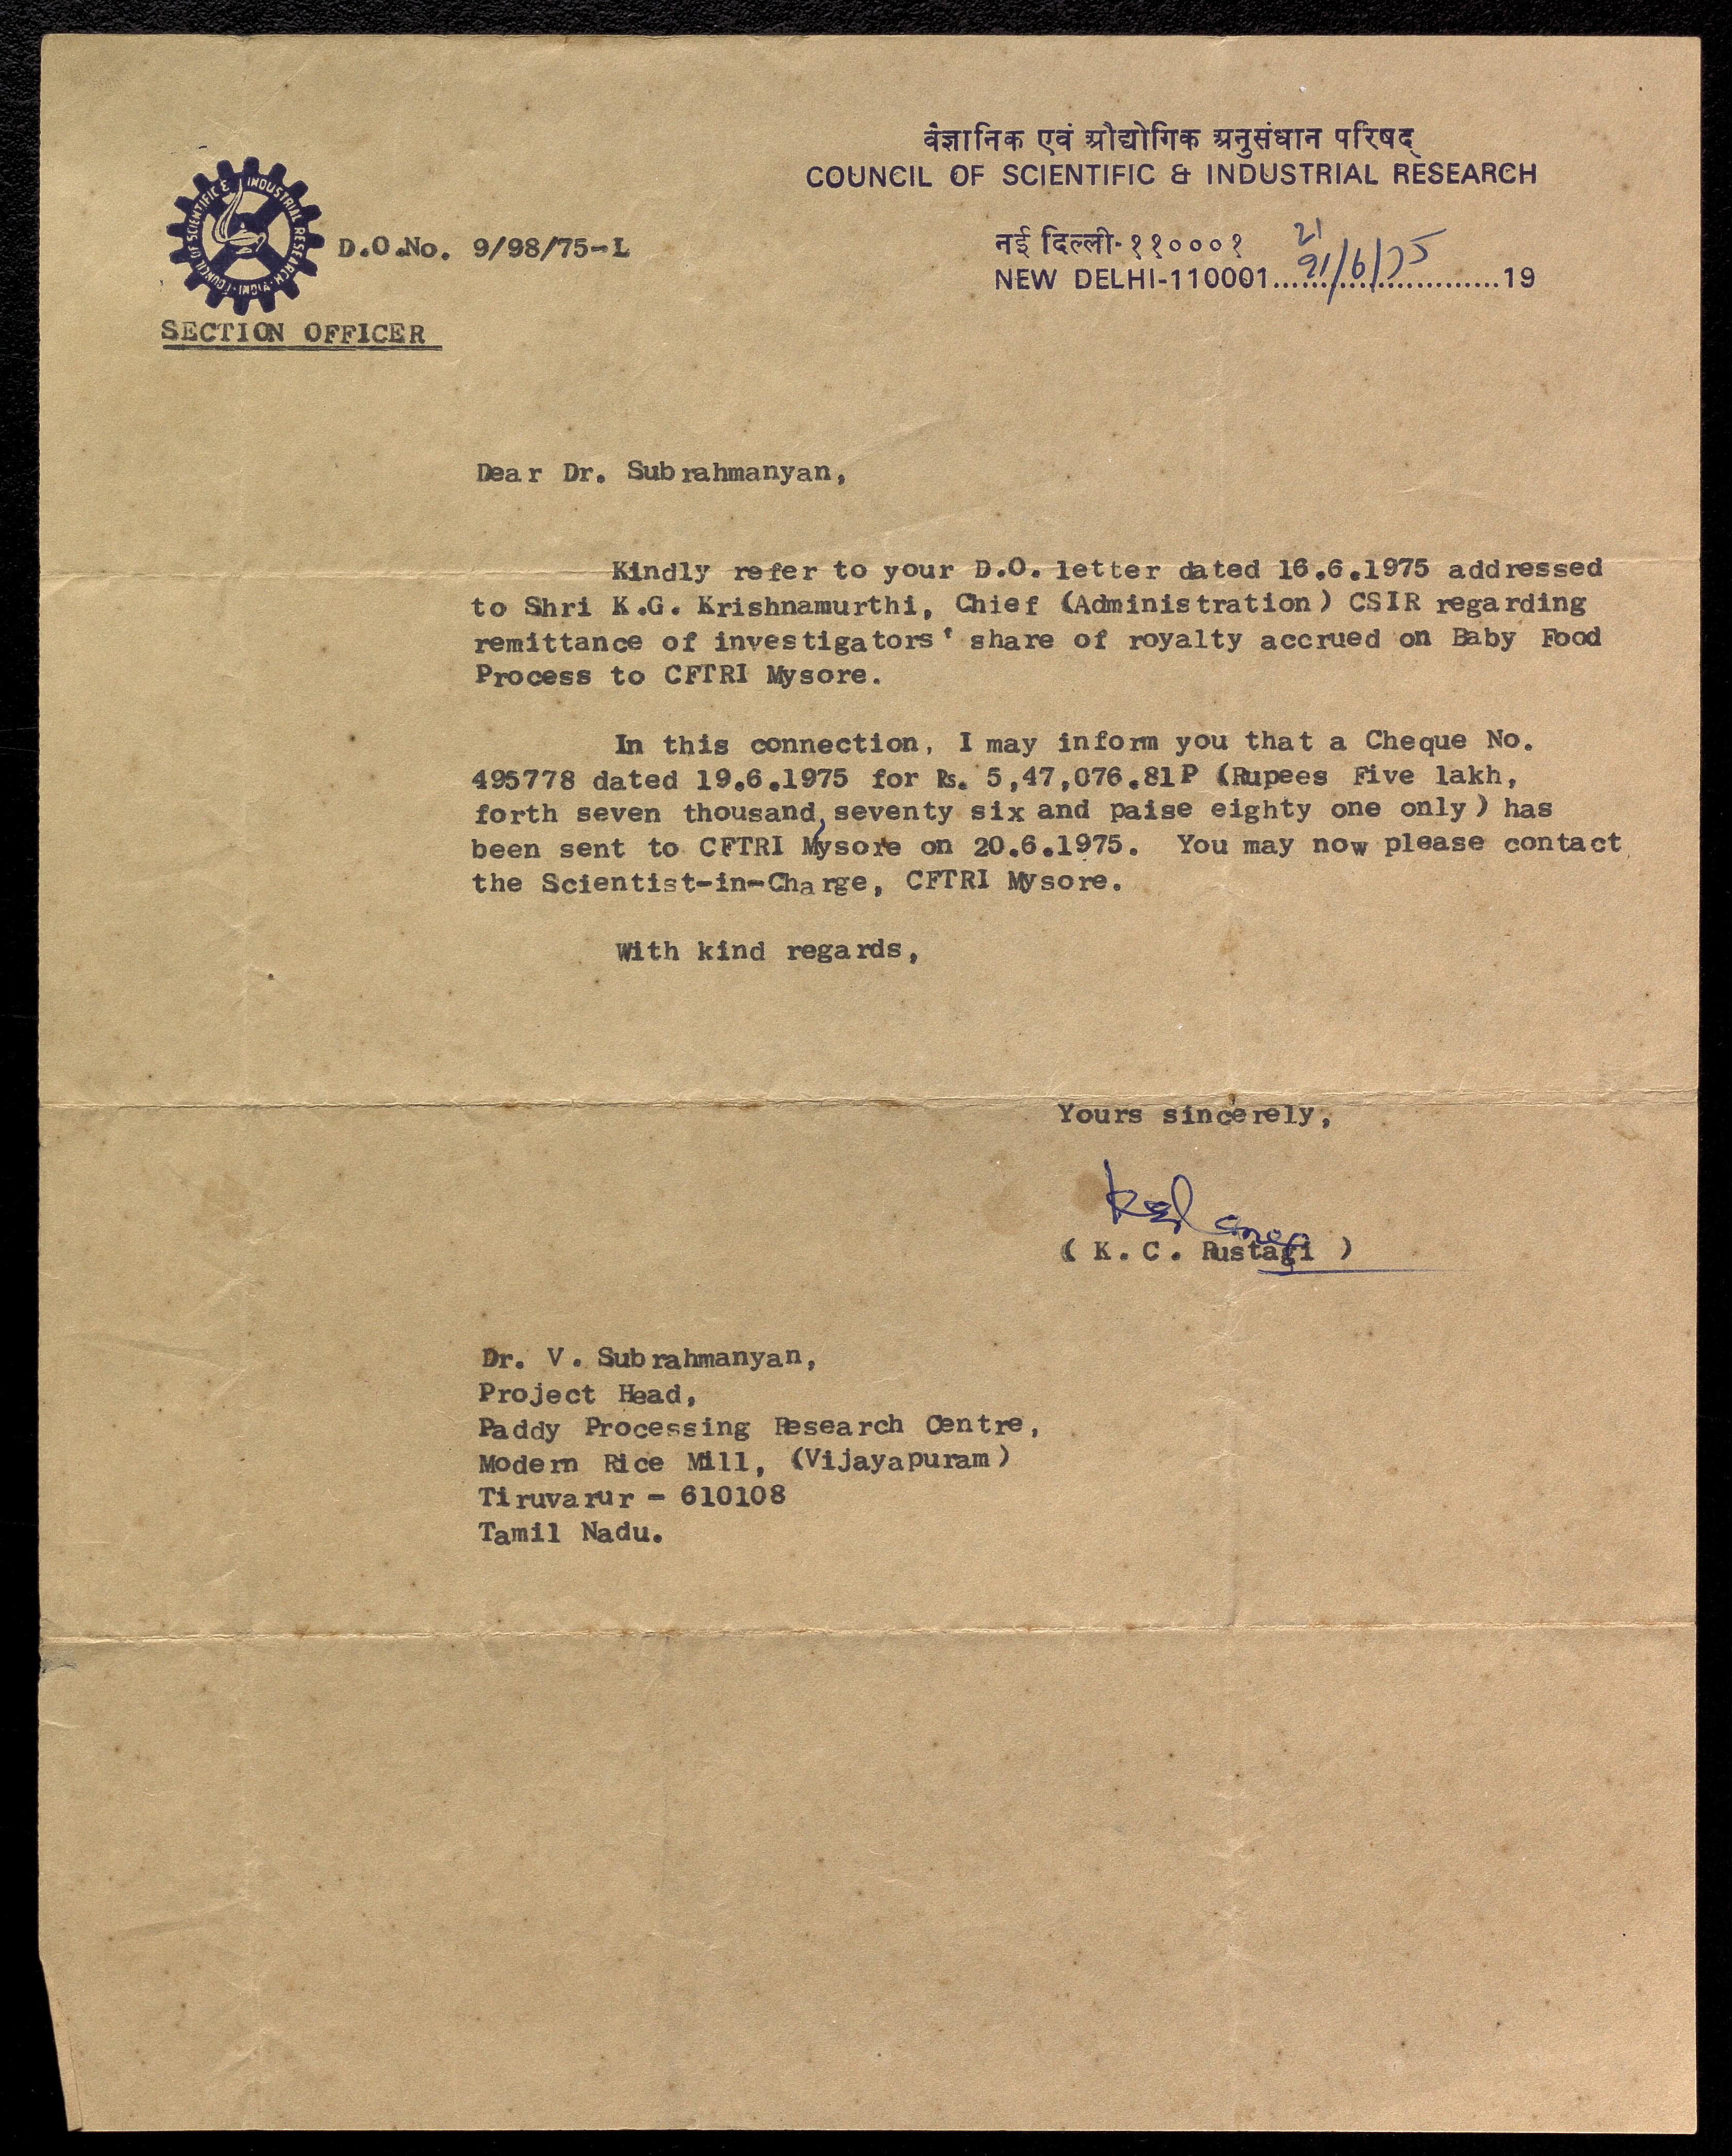 वैज्ञानिक एवं औद्योगिक अनुसंधान परिषद्
COUNCIL OF SCIENTIFIC & INDUSTRIAL RESEARCH
COUNCIL OF SCIENTIFIC & INDUSTRIAL RESEARCH · INDIA ·
D.O.No. 9/98/75-L
नई दिल्ली-११०००१
21
NEW DELHI-110001..../6/75....19
SECTION OFFICER
Dear Dr. Subrahmanyan,
Kindly refer to your D.O. letter dated 16.6.1975 addressed
to Shri K.G. Krishnamurthi, Chief (Administration) CSIR regarding
remittance of investigators' share of royalty accrued on Baby Food
Process to CFTRI Mysore.
In this connection, I may inform you that a Cheque No.
495778 dated 19.6.1975 for Rs. 5,47,076.81P (Rupees Five lakh,
forth seven thousand, seventy six and paise eighty one only) has
been sent to CFTRI Mysore on 20.6.1975. You may now please contact
the Scientist-in-Charge, CFTRI Mysore.
With kind regards,
Yours sincerely,
( K. C. Rustagi )
Dr. V. Subrahmanyan,
Project Head,
Paddy Processing Research Centre,
Modern Rice Mill, (Vijayapuram)
Tiruvarur - 610108
Tamil Nadu.